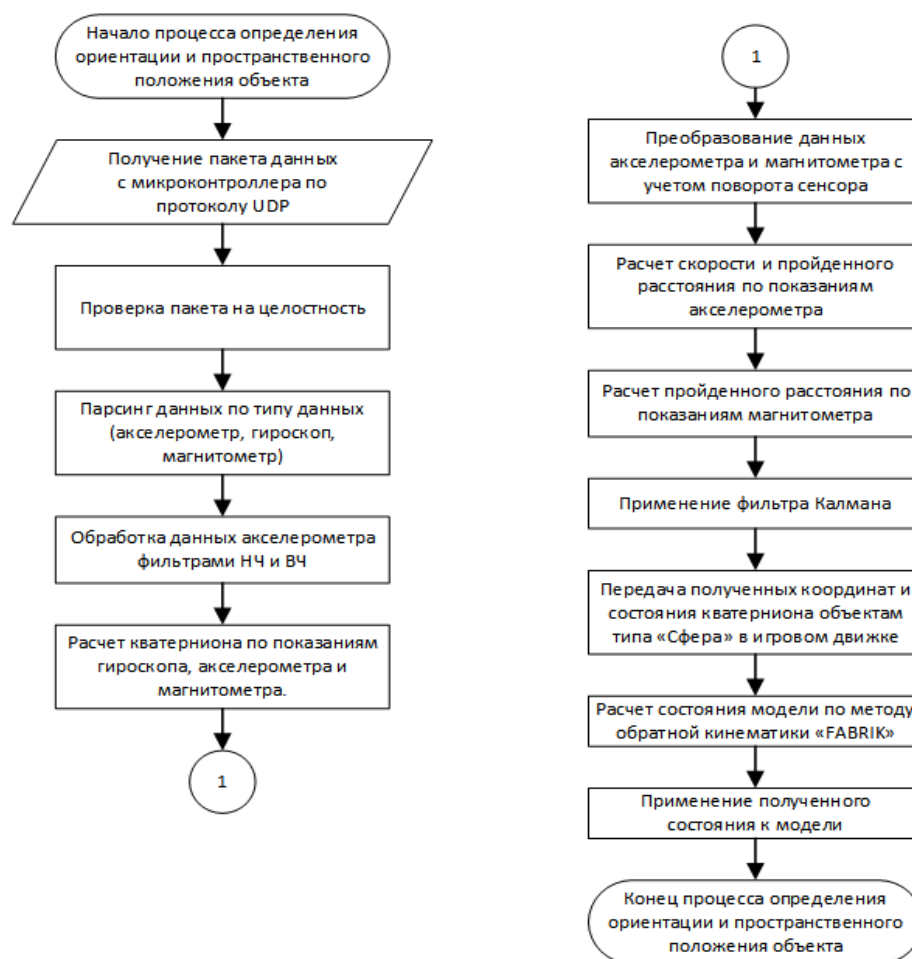 Начало процесса определения
ориентации и пространственного
положения объекта
Получение пакета данных
с микроконтроллера по
протоколу UDP
Проверка пакета на целостность
Парсинг данных по типу данных
(акселерометр, гироскоп,
магнитометр)
Обработка данных акселерометра
фильтрами НЧ и ВЧ
Расчет кватерниона по показаниям
гироскопа, акселерометра и
магнитометра.
1
1
Преобразование данных
акселерометра и магнитометра с
учетом поворота сенсора
Расчет скорости и пройденного
расстояния по показаниям
акселерометра
Расчет пройденного расстояния по
показаниям магнитометра
Применение фильтра Калмана
Передача полученных координат и
состояния кватерниона объектам
типа «Сфера» в игровом движке
Расчет состояния модели по методу
обратной кинематики «FABRIK»
Применение полученного
состояния к модели
Конец процесса определения
ориентации и пространственного
положения объекта